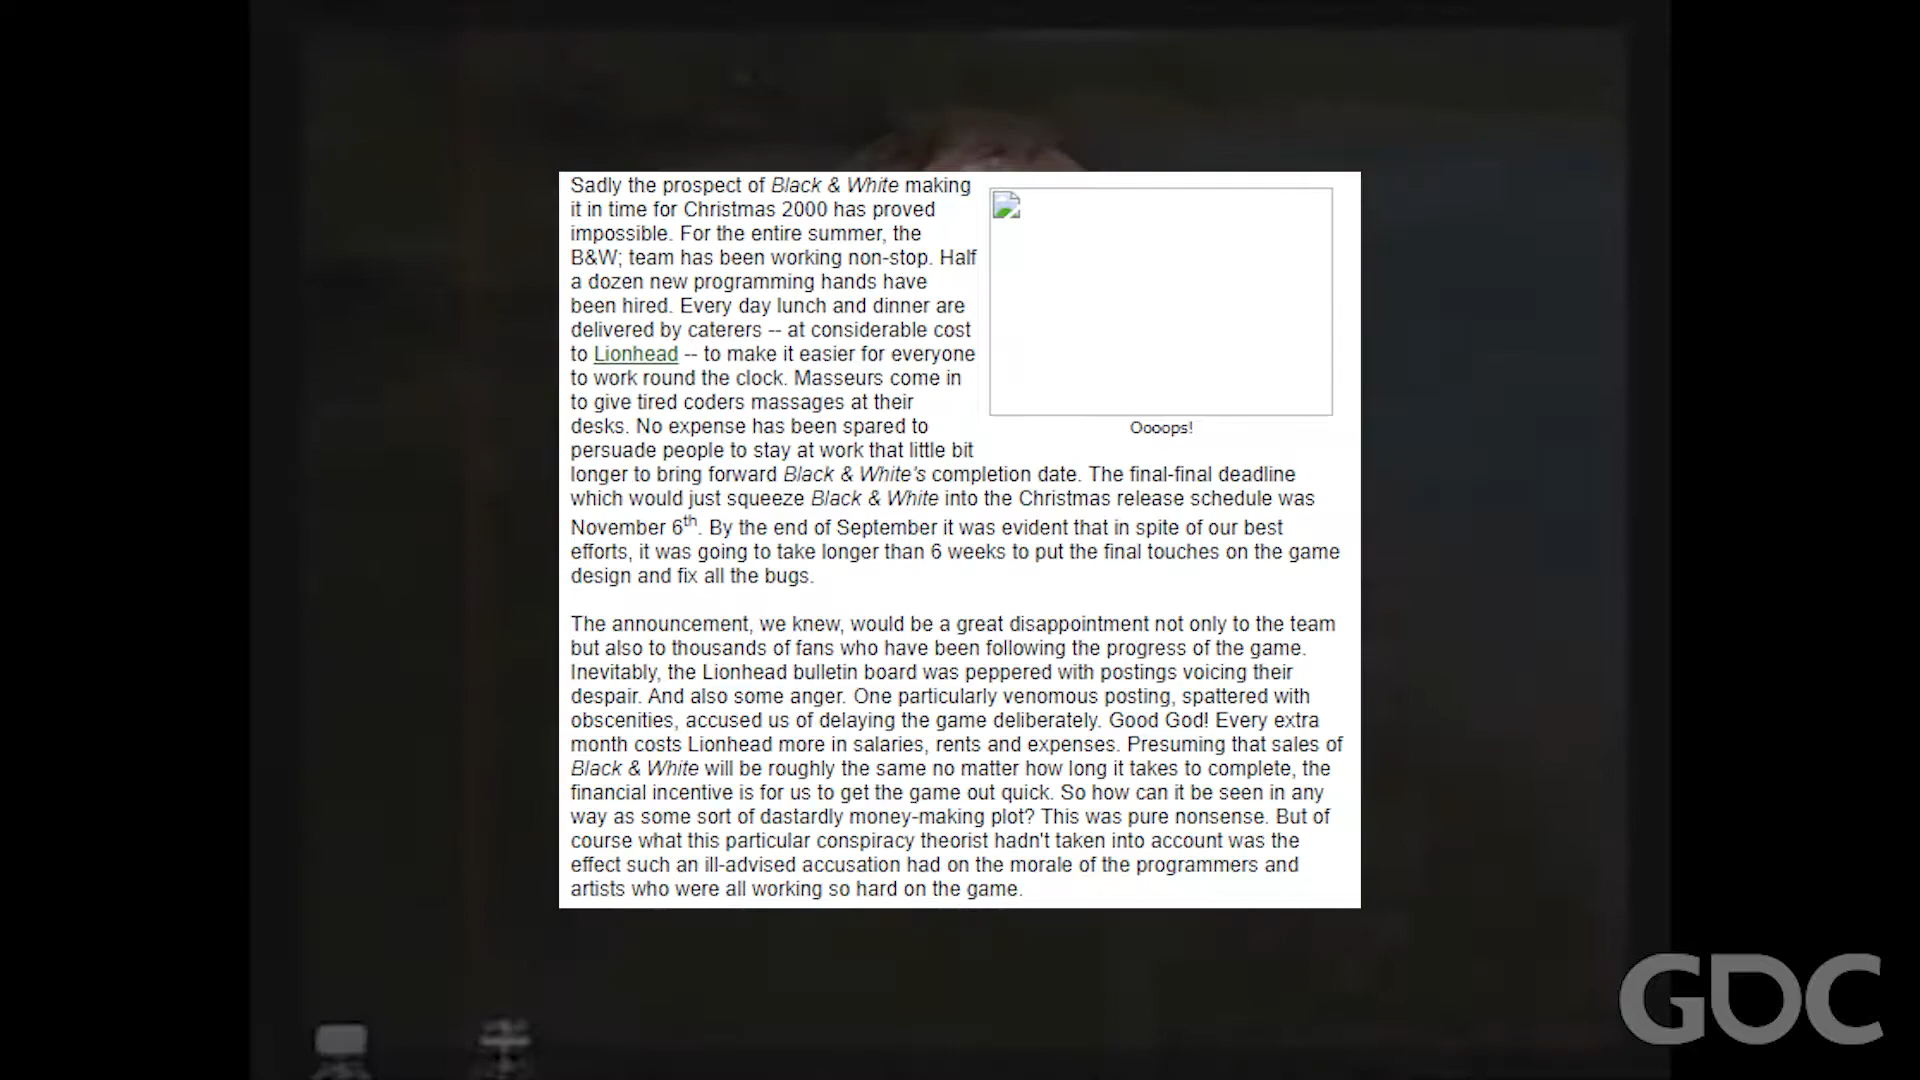 Sadly the prospect of Black & White making
it in time for Christmas 2000 has proved
impossible. For the entire summer, the
B&W; team has been working non-stop. Half
a dozen new programming hands have
been hired. Every day lunch and dinner are
delivered by caterers -- at considerable cost
to Lionhead -- to make it easier for everyone
to work round the clock. Masseurs come in
to give tired coders massages at their
desks. No expense has been spared to
persuade people to stay at work that little bit
Oooops!
longer to bring forward Black & White's completion date. The final-final deadline
which would just squeeze Black & White into the Christmas release schedule was
November 6th. By the end of September it was evident that in spite of our best
efforts, it was going to take longer than 6 weeks to put the final touches on the game
design and fix all the bugs.
The announcement, we knew, would be a great disappointment not only to the team
but also to thousands of fans who have been following the progress of the game.
Inevitably, the Lionhead bulletin board was peppered with postings voicing their
despair. And also some anger. One particularly venomous posting, spattered with
obscenities, accused us of delaying the game deliberately. Good God! Every extra
month costs Lionhead more in salaries, rents and expenses. Presuming that sales of
Black & White will be roughly the same no matter how long it takes to complete, the
financial incentive is for us to get the game out quick. So how can it be seen in any
way as some sort of dastardly money-making plot? This was pure nonsense. But of
course what this particular conspiracy theorist hadn't taken into account was the
effect such an ill-advised accusation had on the morale of the programmers and
artists who were all working so hard on the game.
GDC